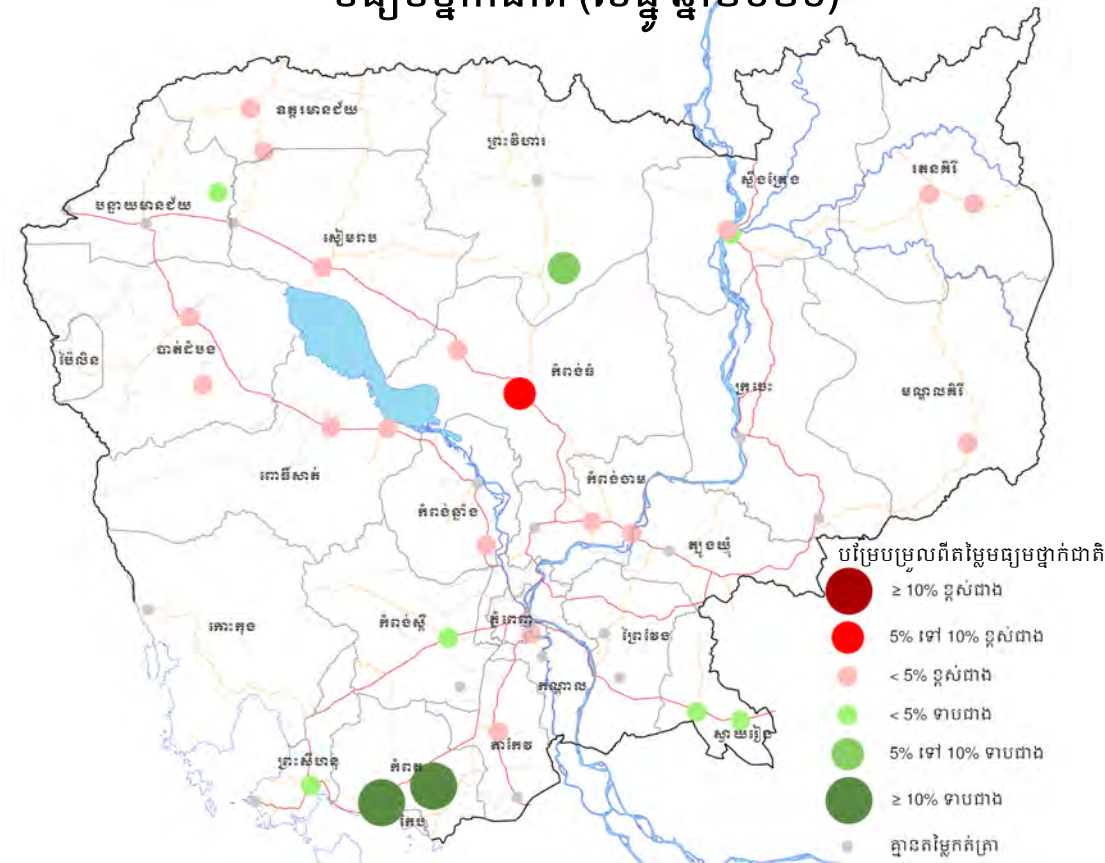 ឧត្តរមានជ័យ
ព្រះវិហារ
ស្ទឹងត្រែង
រតនគិរី
បន្ទាយមានជ័យ
សៀមរាប
ប៉ៃលិន
បាត់ដំបង
កំពង់ធំ
ក្រចេះ
មណ្ឌលគិរី
ពោធិ៍សាត់
កំពង់ចាម
កំពង់ឆ្នាំង
ត្បូងឃ្មុំ
កោះកុង
កំពង់ស្ពឺ
ភ្នំពេញ
ព្រៃវែង
កណ្ដាល
តាកែវ
ស្វាយរៀង
ព្រះសីហនុ
កំពត
កែប
បម្រែបម្រួលពីតម្លៃមធ្យមថ្នាក់ជាតិ
≥ 10% ខ្ពស់ជាង
5% ទៅ 10% ខ្ពស់ជាង
< 5% ខ្ពស់ជាង
< 5% ទាបជាង
5% ទៅ 10% ទាបជាង
≥ 10% ទាបជាង
គ្មានតម្លៃកត់ត្រា